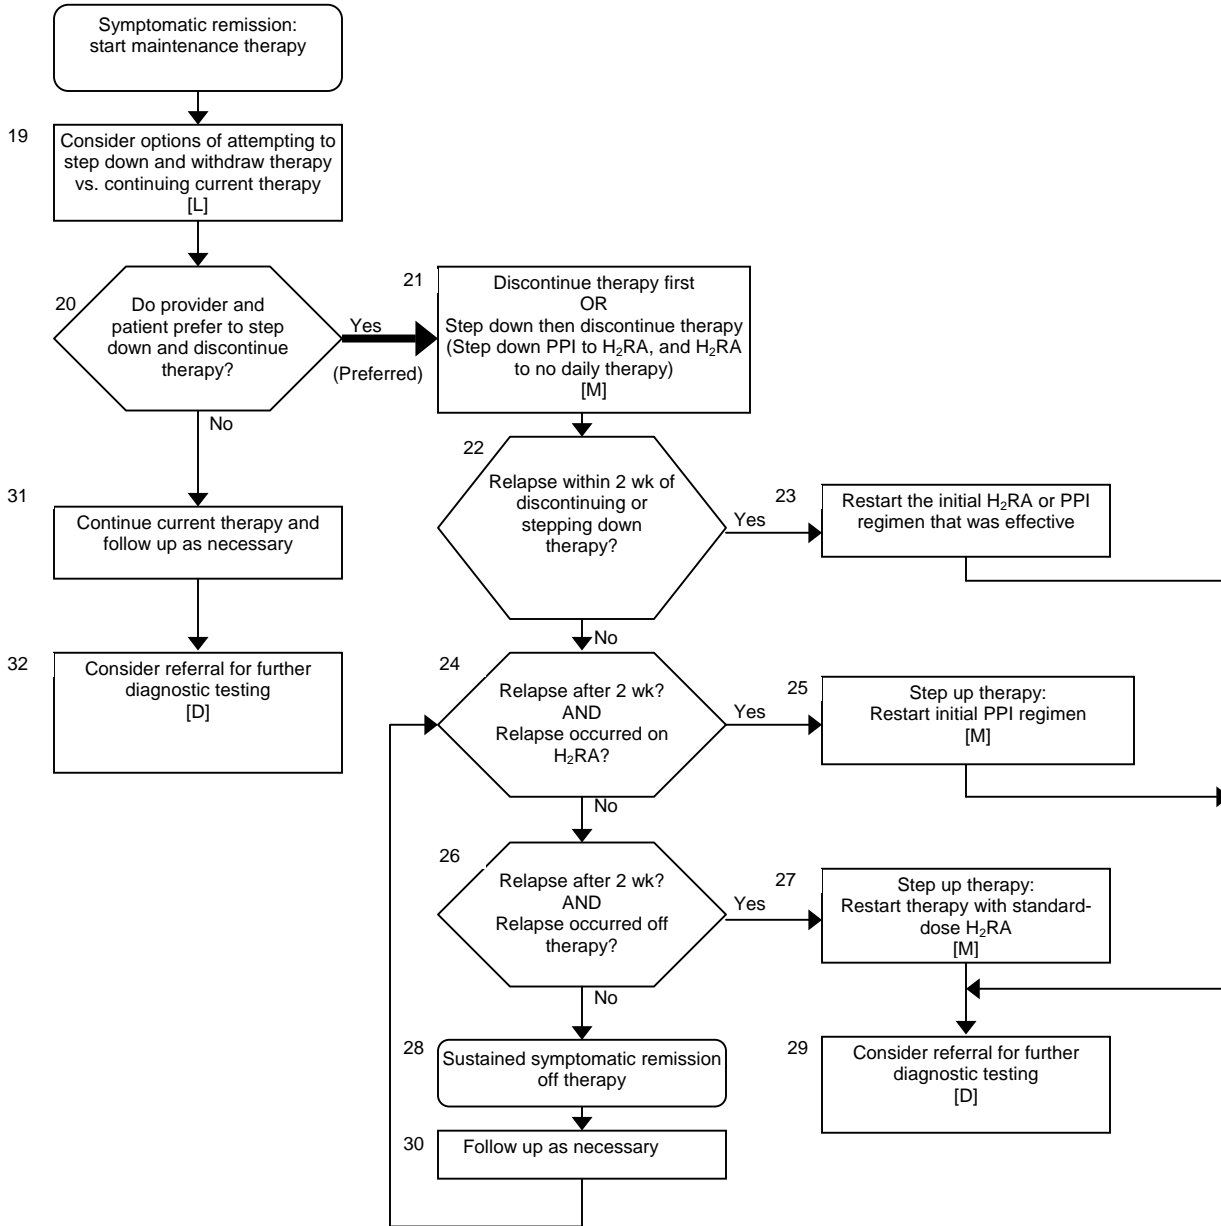 Symptomatic remission:
start maintenance therapy
19
Consider options of attempting to
step down and withdraw therapy
vs. continuing current therapy
[L]
20
Do provider and
patient prefer to step
down and discontinue
therapy?
Yes
(Preferred)
No
21
Discontinue therapy first
OR
Step down then discontinue therapy
(Step down PPI to H₂RA, and H₂RA
to no daily therapy)
[M]
22
Relapse within 2 wk of
discontinuing or
stepping down
therapy?
Yes
No
23
Restart the initial H₂RA or PPI
regimen that was effective
31
Continue current therapy and
follow up as necessary
32
Consider referral for further
diagnostic testing
[D]
24
Relapse after 2 wk?
AND
Relapse occurred on
H₂RA?
Yes
No
25
Step up therapy:
Restart initial PPI regimen
[M]
26
Relapse after 2 wk?
AND
Relapse occurred off
therapy?
Yes
No
27
Step up therapy:
Restart therapy with standard-
dose H₂RA
[M]
28
Sustained symptomatic remission
off therapy
29
Consider referral for further
diagnostic testing
[D]
30
Follow up as necessary